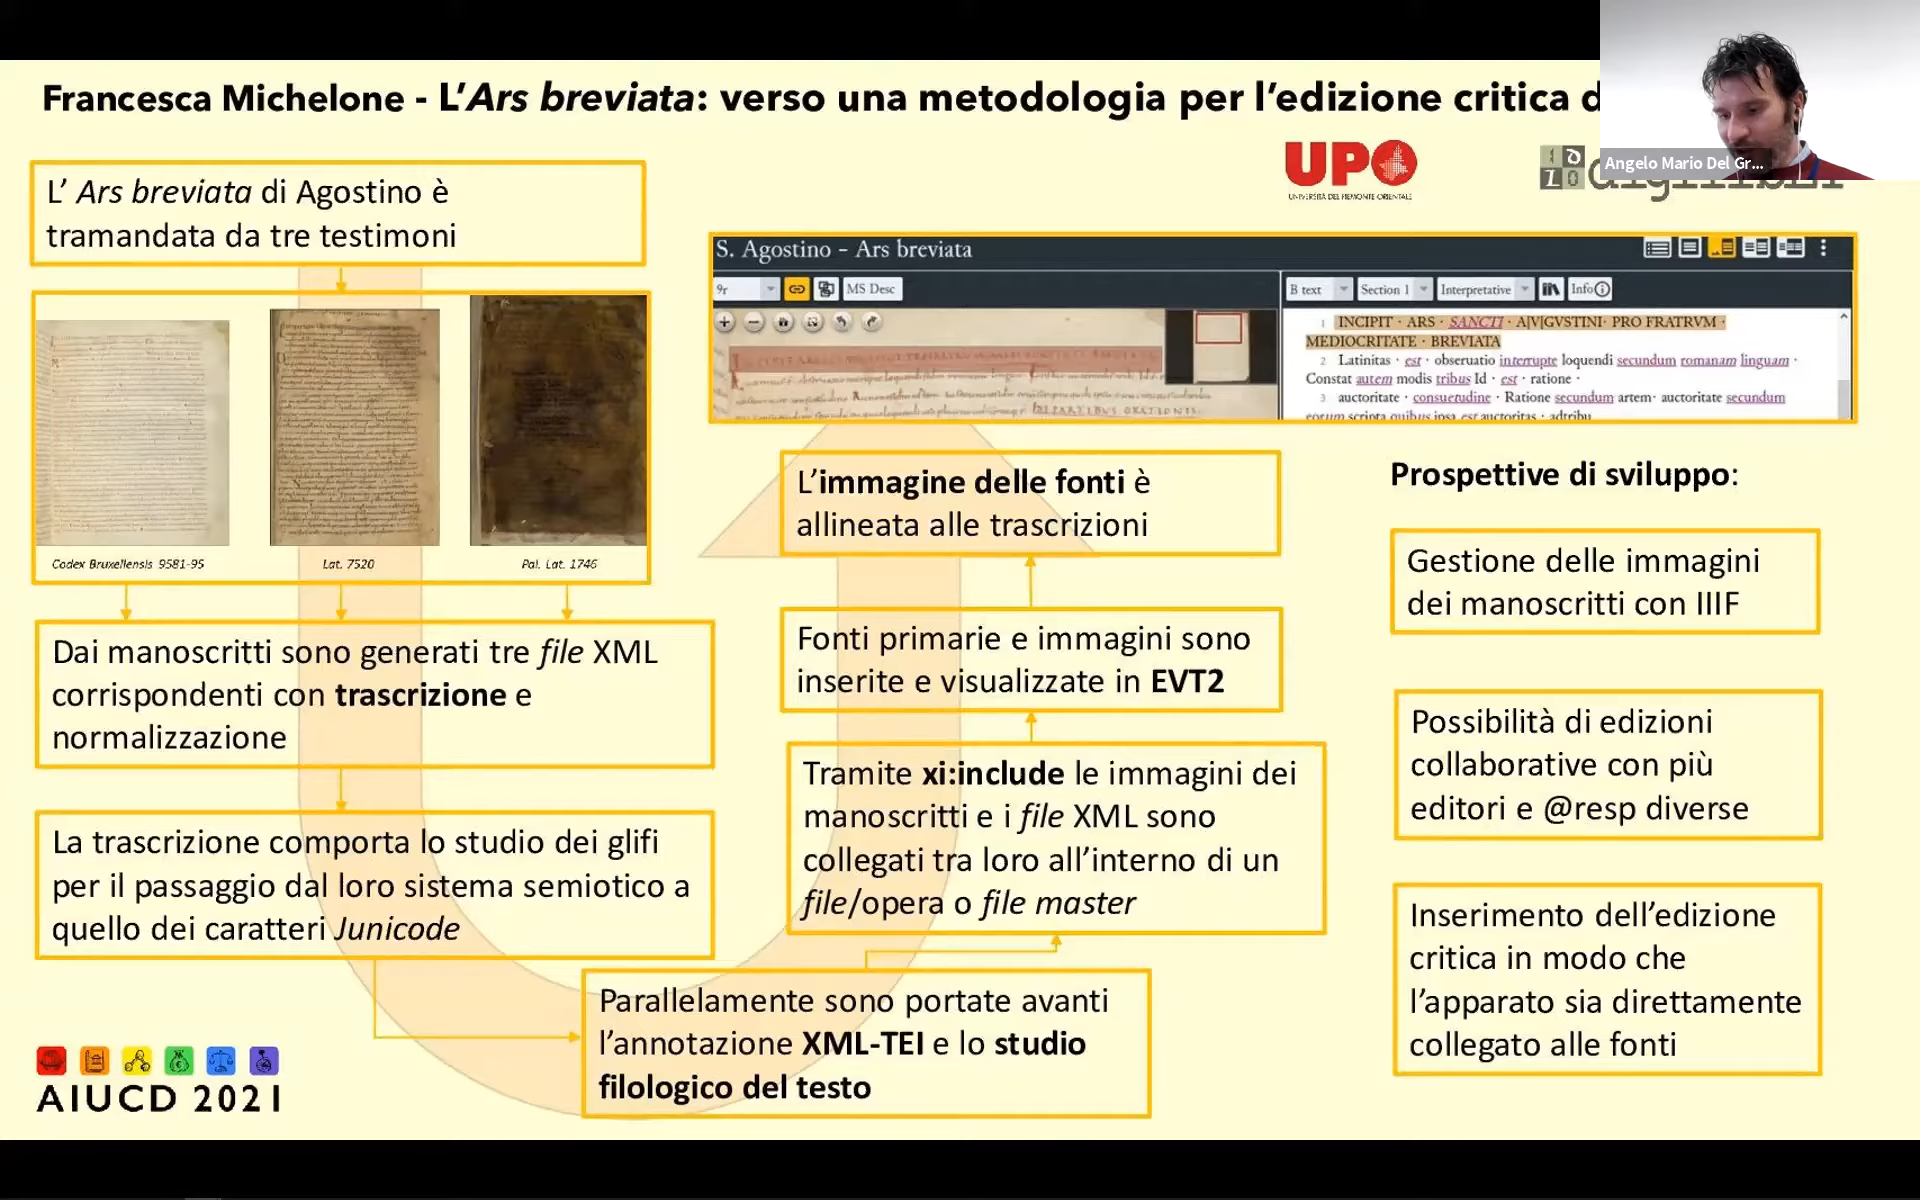 Francesca Michelone - L'Ars breviata: verso una metodologia per l'edizione critica d
Angelo Mario Del Gr...
UPO
UNIVERSITÀ DEL PIEMONTE ORIENTALE
L' Ars breviata di Agostino è
tramandata da tre testimoni
Codex Bruxellensis 9581-95
Lat. 7520
Pal. Lat. 1746
Dai manoscritti sono generati tre file XML
corrispondenti con trascrizione e
normalizzazione
La trascrizione comporta lo studio dei glifi
per il passaggio dal loro sistema semiotico a
quello dei caratteri Junicode
Parallelamente sono portate avanti
l'annotazione XML-TEI e lo studio
filologico del testo
Tramite xi:include le immagini dei
manoscritti e i file XML sono
collegati tra loro all'interno di un
file/opera o file master
Fonti primarie e immagini sono
inserite e visualizzate in EVT2
L'immagine delle fonti è
allineata alle trascrizioni
S. Agostino - Ars breviata
9r
MS Desc
B text
Section 1
Interpretative
Info
1 INCIPIT · ARS · SANCTI · A|V|GVSTINI· PRO FRATRVM ·
MEDIOCRITATE · BREVIATA
2 Latinitas · est · obseruatio interrupte loquendi secundum romanam linguam ·
Constat autem modis tribus Id · est · ratione ·
3 auctoritate · consuetudine · Ratione secundum artem· auctoritate secundum
eorum scripta quibus ipsa est auctoritas · adtribu
Prospettive di sviluppo:
Gestione delle immagini
dei manoscritti con IIIF
Possibilità di edizioni
collaborative con più
editori e @resp diverse
Inserimento dell'edizione
critica in modo che
l'apparato sia direttamente
collegato alle fonti
AIUCD 2021